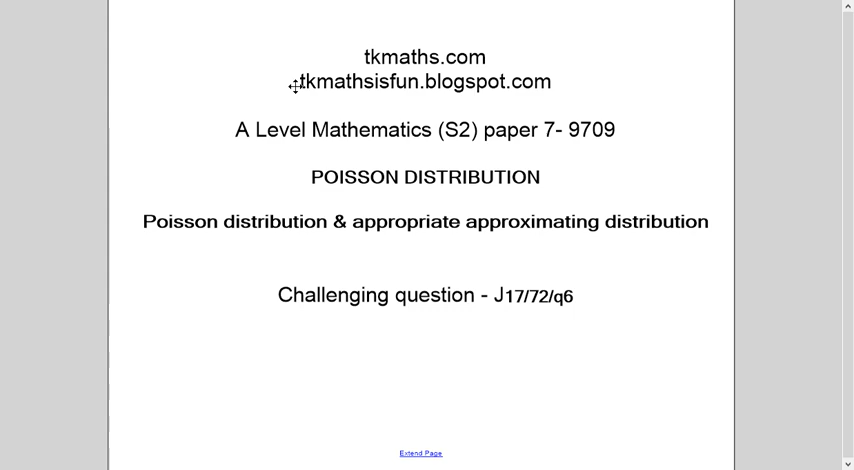 tkmaths.com
tkmathsisfun.blogspot.com
A Level Mathematics (S2) paper 7- 9709
POISSON DISTRIBUTION
Poisson distribution & appropriate approximating distribution
Challenging question - J17/72/q6
Extend Page